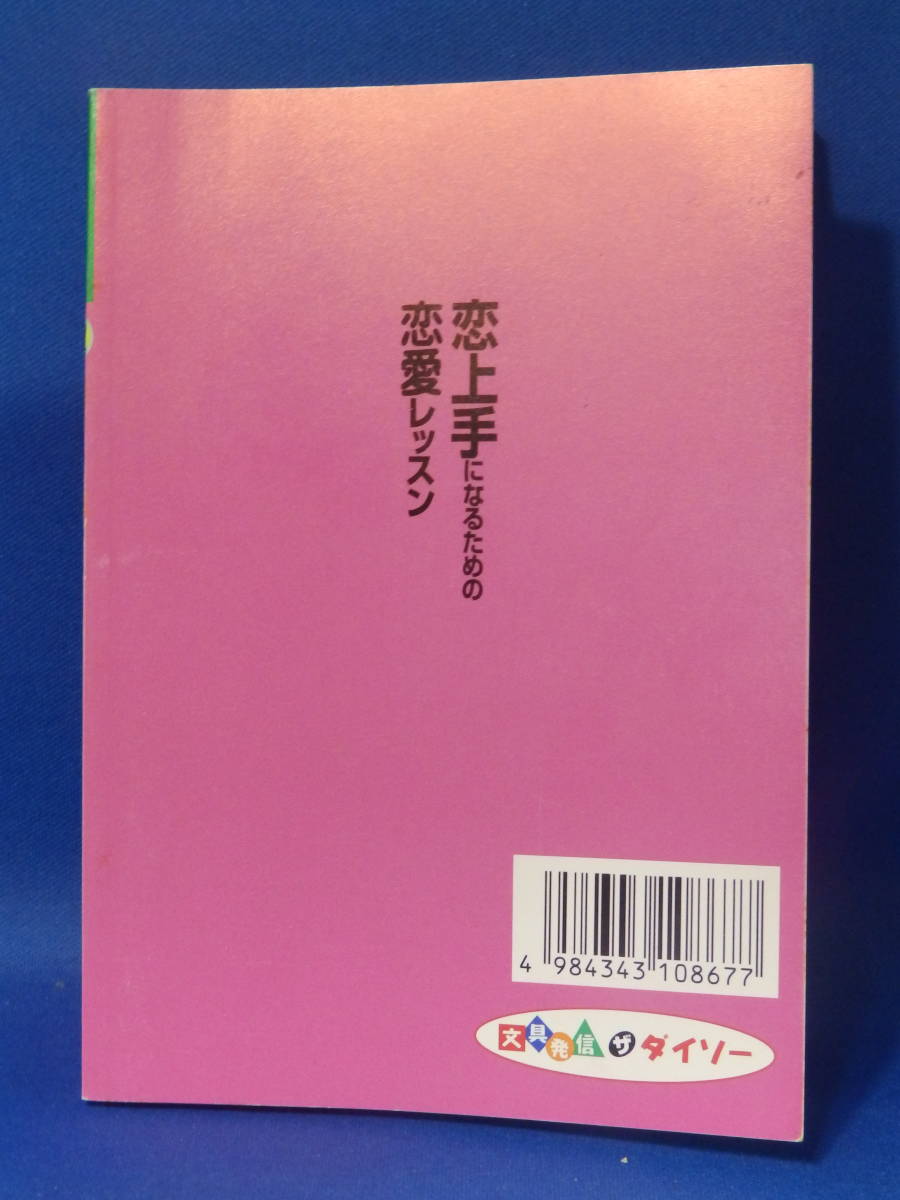 恋上手になるための
恋愛レッスン
4 984343 108677
文具発信 ザ ダイソー